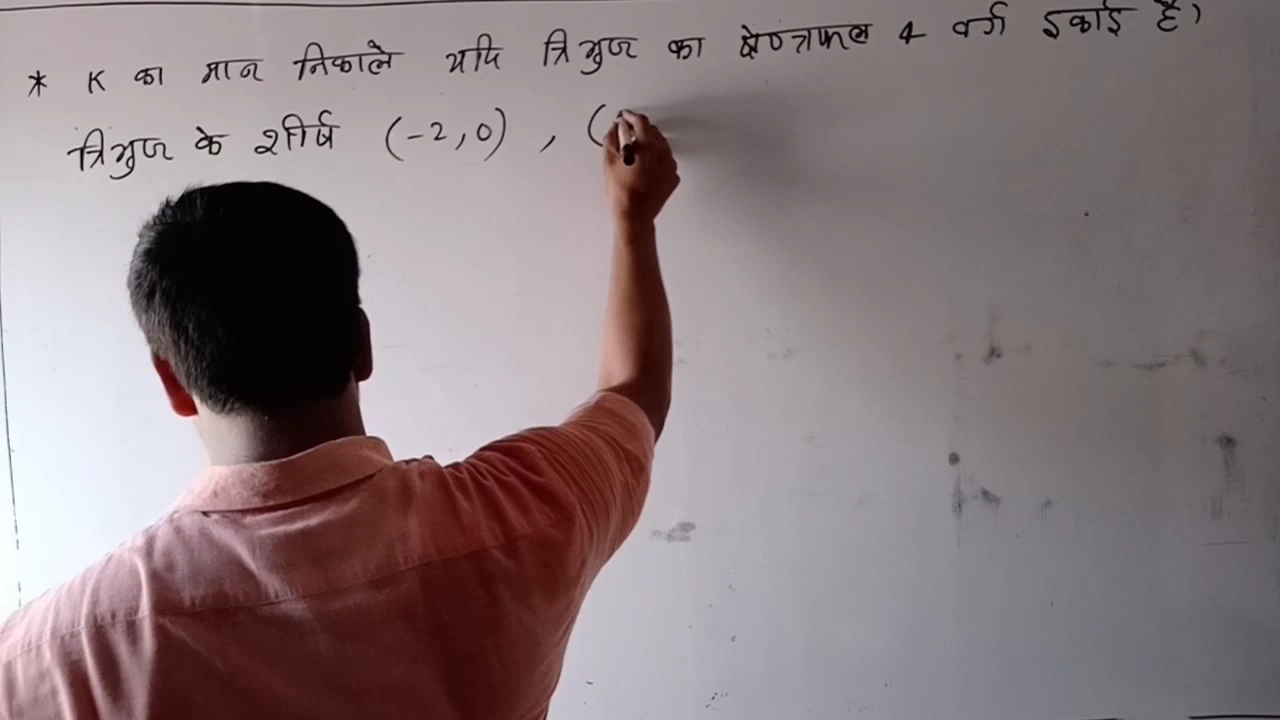 * K का मान निकाले यदि त्रिभुज का क्षेत्रफल 4 वर्ग इकाई है।
त्रिभुज के शीर्ष (-2,0) , (